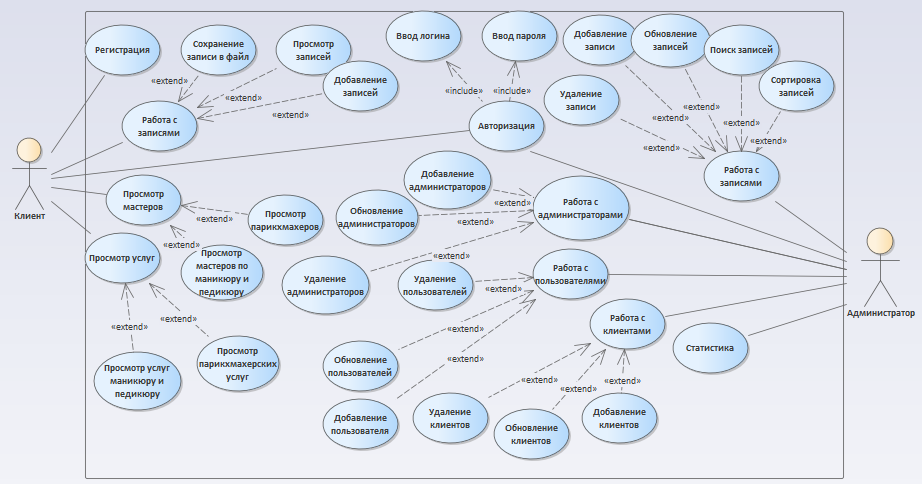 Регистрация
Сохранение
записи в файл
Просмотр
записей
Ввод логина
Ввод пароля
Добавление
записи
Обновление
записей
Поиск записей
Добавление
записей
Удаление
записи
Сортировка
записей
«extend»
«extend»
«extend»
«include»
«include»
«extend»
«extend»
«extend»
«extend»
«extend»
Работа с
записями
Авторизация
Работа с
записями
Клиент
Просмотр
мастеров
Просмотр
парикхмахеров
«extend»
Добавление
администраторов
Обновление
администраторов
Работа с
администраторами
«extend»
«extend»
«extend»
«extend»
Просмотр услуг
Просмотр
мастеров по
маникюру и
педикюру
Удаление
администраторов
Удаление
пользователей
Работа с
пользователями
«extend»
Администратор
«extend»
«extend»
«extend»
«extend»
Работа с
клиентами
Статистика
Просмотр услуг
маникюру и
педикюру
Просмотр
парикхмахерских
услуг
Обновление
пользователей
«extend»
«extend»
«extend»
Добавление
пользователя
Удаление
клиентов
Обновление
клиентов
Добавление
клиентов